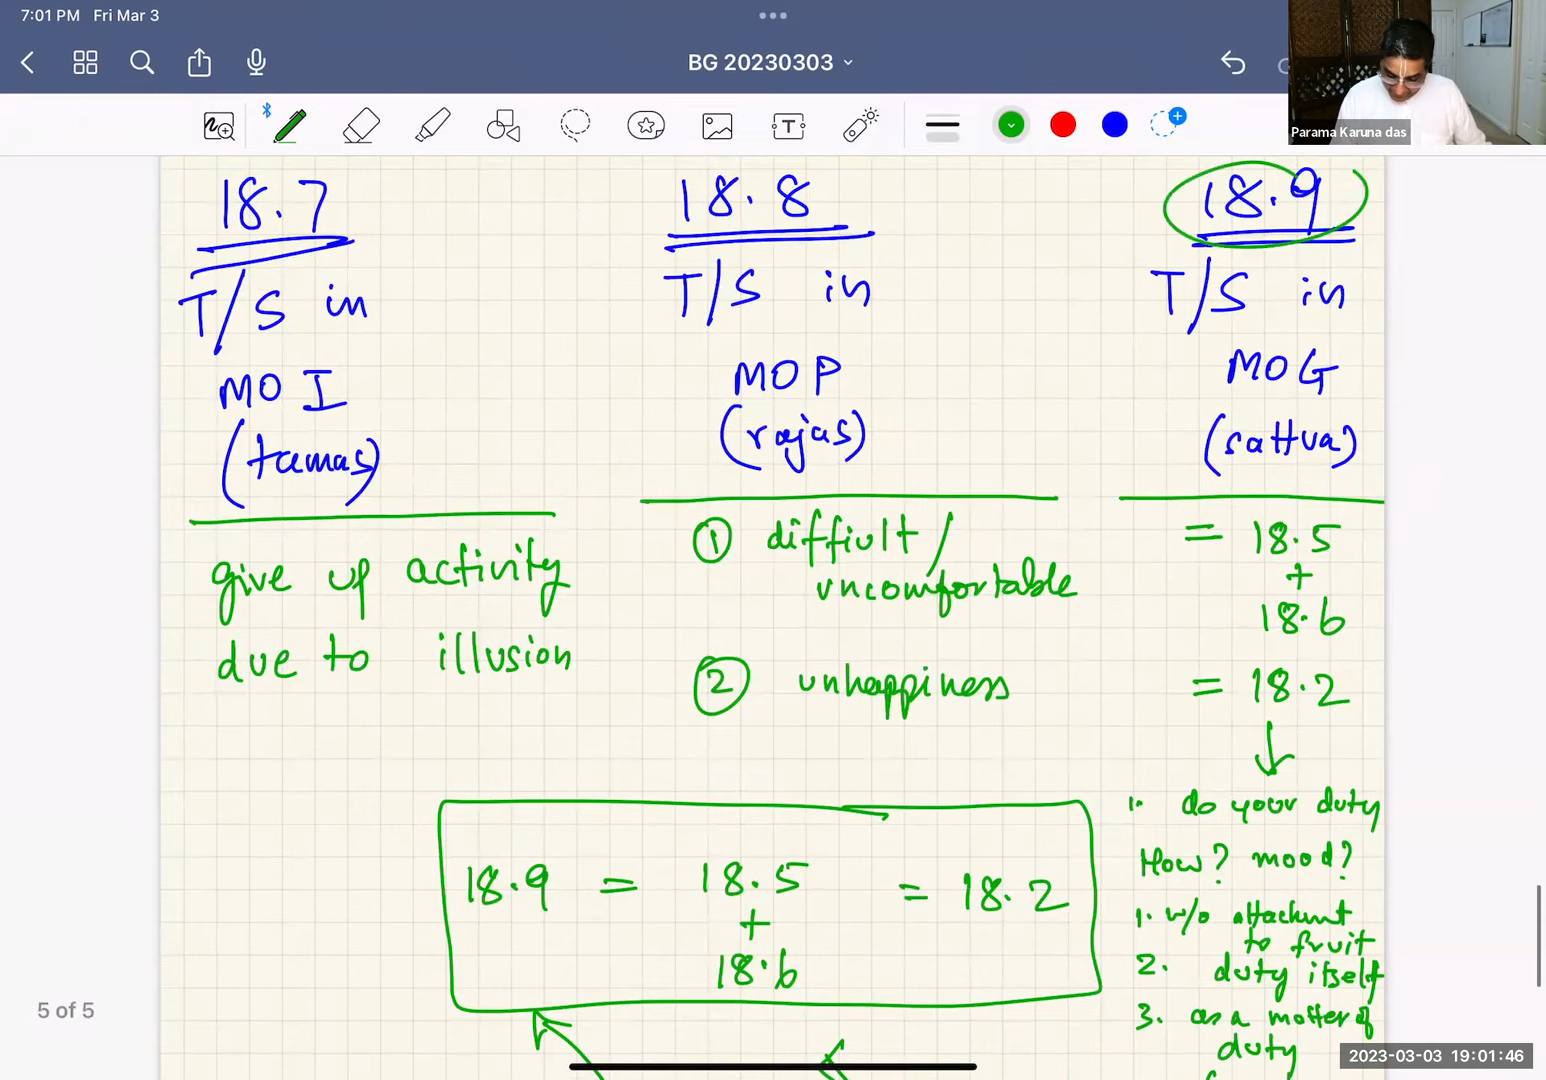 7:01 PM Fri Mar 3
BG 20230303
Parama Karuna das
18.7
T/S in
MO I
(tamas)
give up activity
due to illusion
18.8
T/S in
MOP
(rajas)
① difficult/
uncomfortable
② unhappiness
18.9
T/S in
MOG
(sattva)
= 18.5
+
18.6
= 18.2
↓
1. do your duty
How? mood?
1. w/o attachmt
to fruit
2. duty itself
3. as a matter of
duty
18.9 = 18.5 = 18.2
+
18.6
5 of 5
2023-03-03 19:01:46